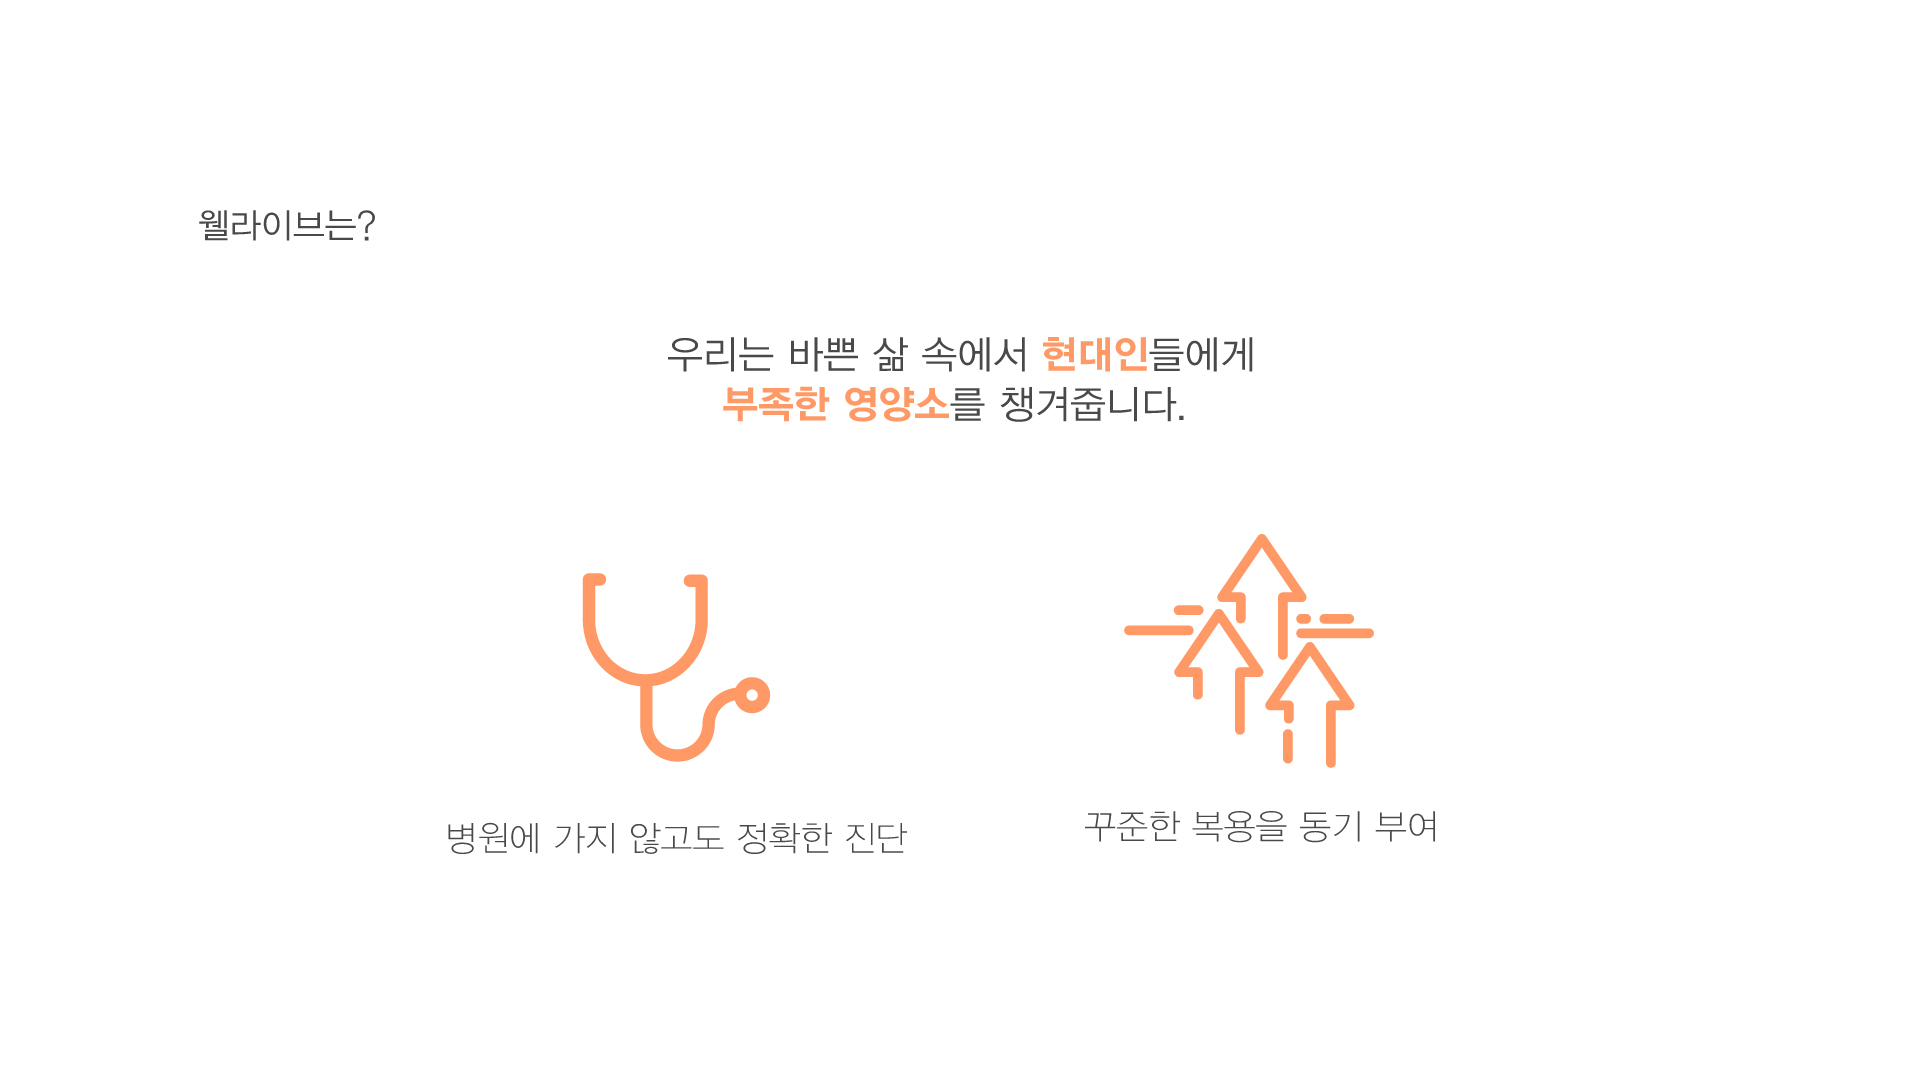 웰라이브는?
우리는 바쁜 삶 속에서 현대인들에게
부족한 영양소를 챙겨줍니다.
병원에 가지 않고도 정확한 진단
꾸준한 복용을 동기 부여